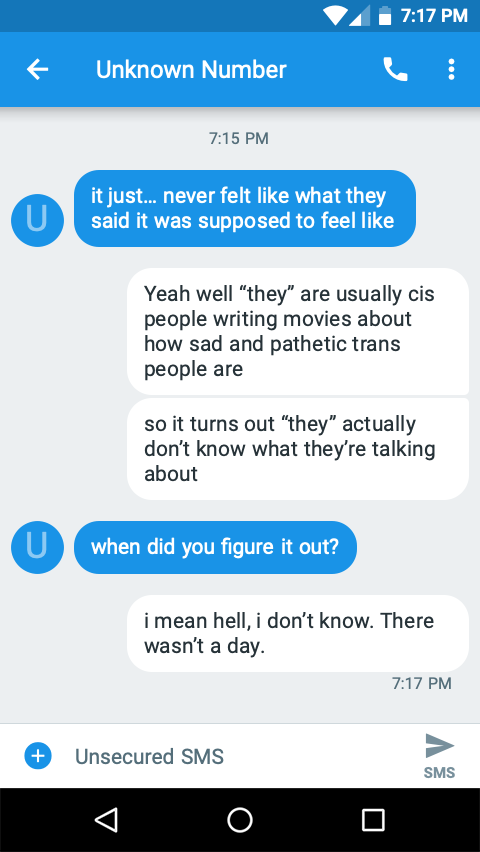 7:17 PM
Unknown Number
7:15 PM
U
it just… never felt like what they
said it was supposed to feel like
Yeah well “they” are usually cis
people writing movies about
how sad and pathetic trans
people are
so it turns out “they” actually
don’t know what they’re talking
about
U
when did you figure it out?
i mean hell, i don’t know. There
wasn’t a day.
7:17 PM
Unsecured SMS
SMS